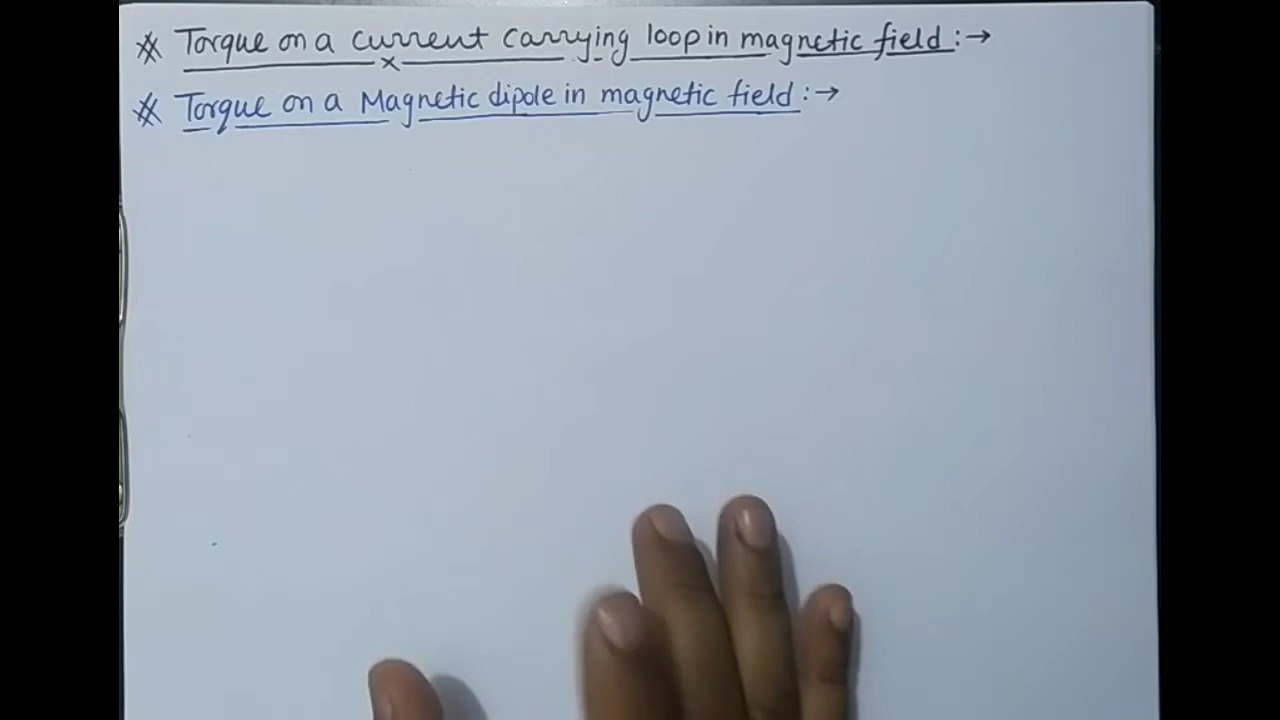 * Torque on a current carrying loop in magnetic field :→
* Torque on a Magnetic dipole in magnetic field :→